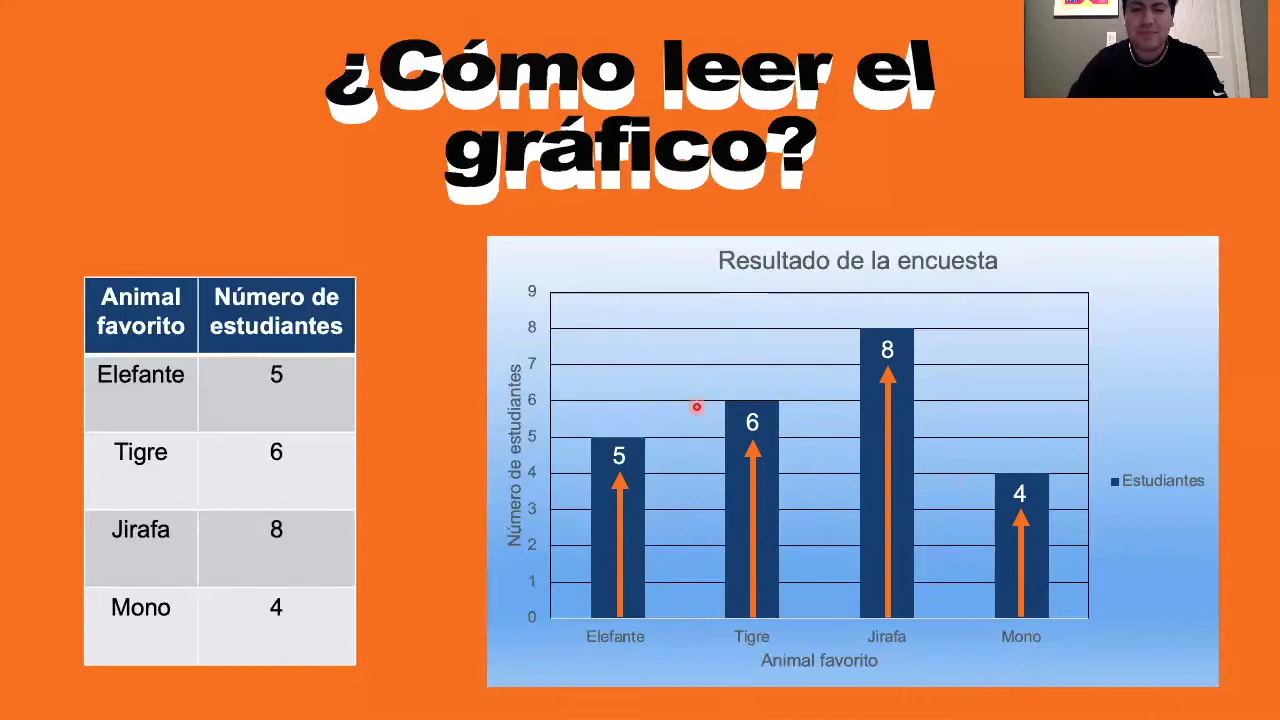 ¿Cómo leer el
gráfico?
Animal
favorito
Número de
estudiantes
Elefante 5
Tigre 6
Jirafa 8
Mono 4
Resultado de la encuesta
Número de estudiantes
9
8
7
6
5
4
3
2
1
0
5
6
8
4
Elefante Tigre Jirafa Mono
Animal favorito
Estudiantes